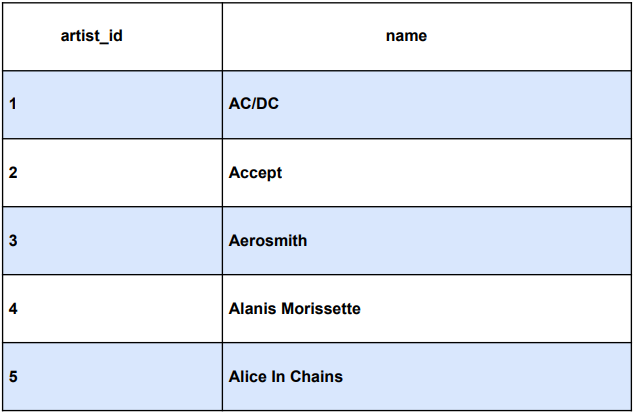 artist_id name
1 AC/DC
2 Accept
3 Aerosmith
4 Alanis Morissette
5 Alice In Chains